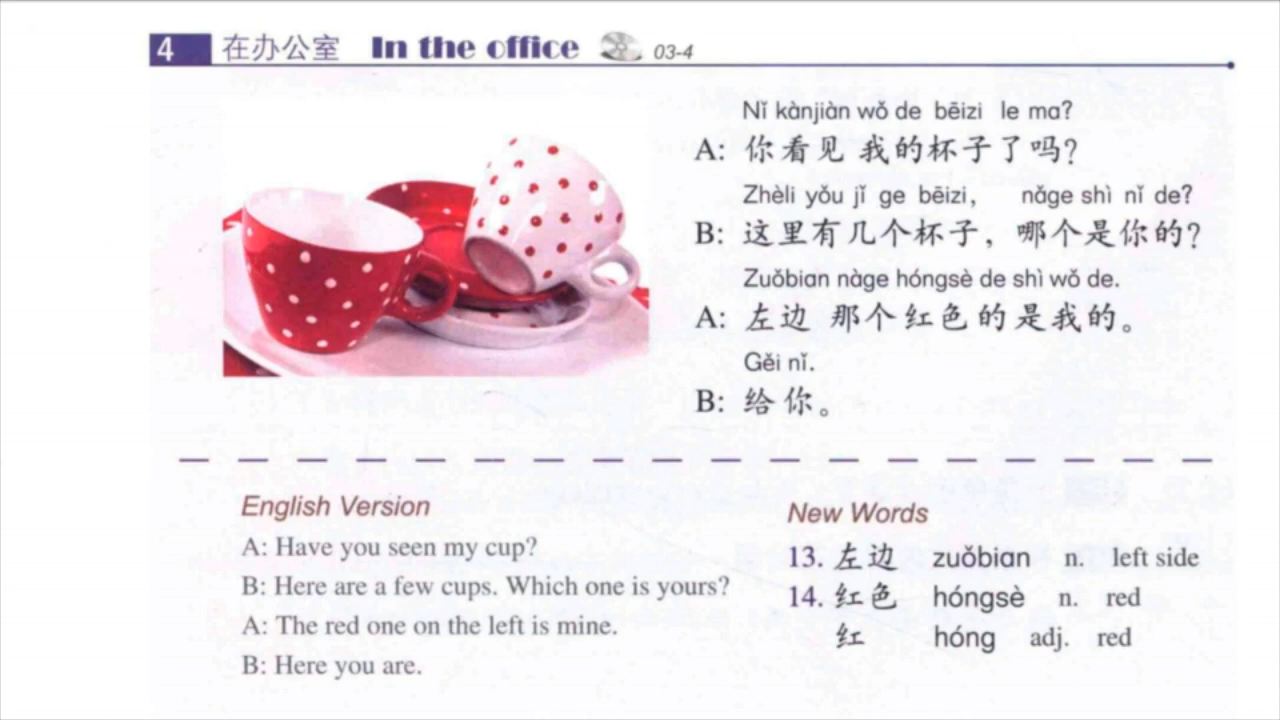 4 在办公室 In the office 03-4
Nǐ kànjiàn wǒ de bēizi le ma?
A: 你看见我的杯子了吗?
Zhèli yǒu jǐ ge bēizi, nǎge shì nǐ de?
B: 这里有几个杯子，哪个是你的?
Zuǒbian nàge hóngsè de shì wǒ de.
A: 左边 那个红色的是我的。
Gěi nǐ.
B: 给你。
English Version
A: Have you seen my cup?
B: Here are a few cups. Which one is yours?
A: The red one on the left is mine.
B: Here you are.
New Words
13. 左边 zuǒbian n. left side
14. 红色 hóngsè n. red
红 hóng adj. red